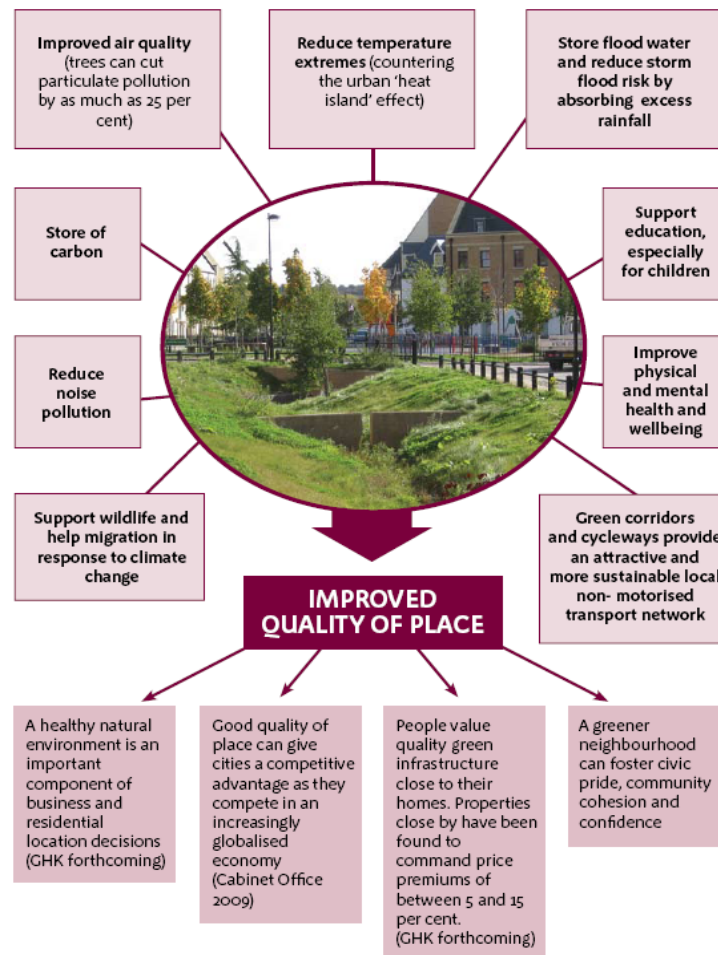 Improved air quality
(trees can cut
particulate pollution
by as much as 25 per
cent)
Reduce temperature
extremes (countering
the urban ‘heat
island’ effect)
Store flood water
and reduce storm
flood risk by
absorbing excess
rainfall
Store of
carbon
Support
education,
especially
for children
Reduce
noise
pollution
Improve
physical
and mental
health and
wellbeing
Support wildlife and
help migration in
response to climate
change
Green corridors
and cycleways provide
an attractive and
more sustainable local
non- motorised
transport network
IMPROVED
QUALITY OF PLACE
A healthy natural
environment is an
important
component of
business and
residential
location decisions
(GHK forthcoming)
Good quality of
place can give
cities a competitive
advantage as they
compete in an
increasingly
globalised
economy
(Cabinet Office
2009)
People value
quality green
infrastructure
close to their
homes. Properties
close by have been
found to
command price
premiums of
between 5 and 15
per cent.
(GHK forthcoming)
A greener
neighbourhood
can foster civic
pride, community
cohesion and
confidence